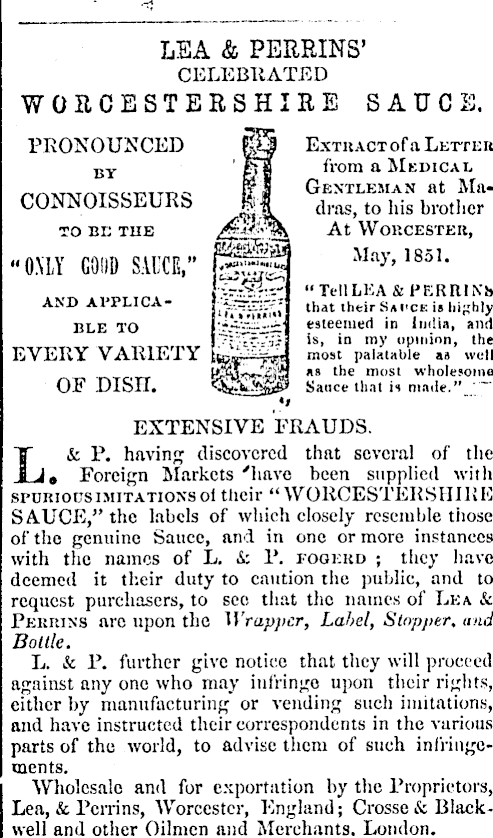 LEA & PERRINS'
CELEBRATED
WORCESTERSHIRE SAUCE.
PRONOUNCED
BY
CONNOISSEURS
TO BE THE
"ONLY GOOD SAUCE,"
AND APPLICA-
BLE TO
EVERY VARIETY
OF DISH.
WORCESTERSHIRE SAUCE
LEA & PERRINS
EXTRACT of a LETTER
from a MEDICAL
GENTLEMAN at Ma-
dras, to his brother
At WORCESTER,
May, 1851.
"Tell LEA & PERRINS
that their SAUCE is highly
esteemed in India, and
is, in my opinion, the
most palatable as well
as the most wholesome
Sauce that is made."
EXTENSIVE FRAUDS.
L. & P. having discovered that several of the
Foreign Markets have been supplied with
SPURIOUS IMITATIONS of their "WORCESTERSHIRE
SAUCE," the labels of which closely resemble those
of the genuine Sauce, and in one or more instances
with the names of L. & P. FOGERD ; they have
deemed it their duty to caution the public, and to
request purchasers, to see that the names of LEA &
PERRINS are upon the Wrapper, Label, Stopper, and
Bottle.
L. & P. further give notice that they will proceed
against any one who may infringe upon their rights,
either by manufacturing or vending such imitations,
and have instructed their correspondents in the various
parts of the world, to advise them of such infringe-
ments.
Wholesale and for exportation by the Proprietors,
Lea, & Perrins, Worcester, England; Crosse & Black-
well and other Oilmen and Merchants, London.